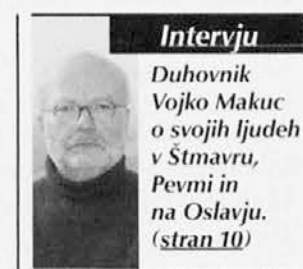 Intervju
Duhovnik
Vojko Makuc
o svojih ljudeh
v Štmavru,
Pevmi in
na Oslavju.
(stran 10)